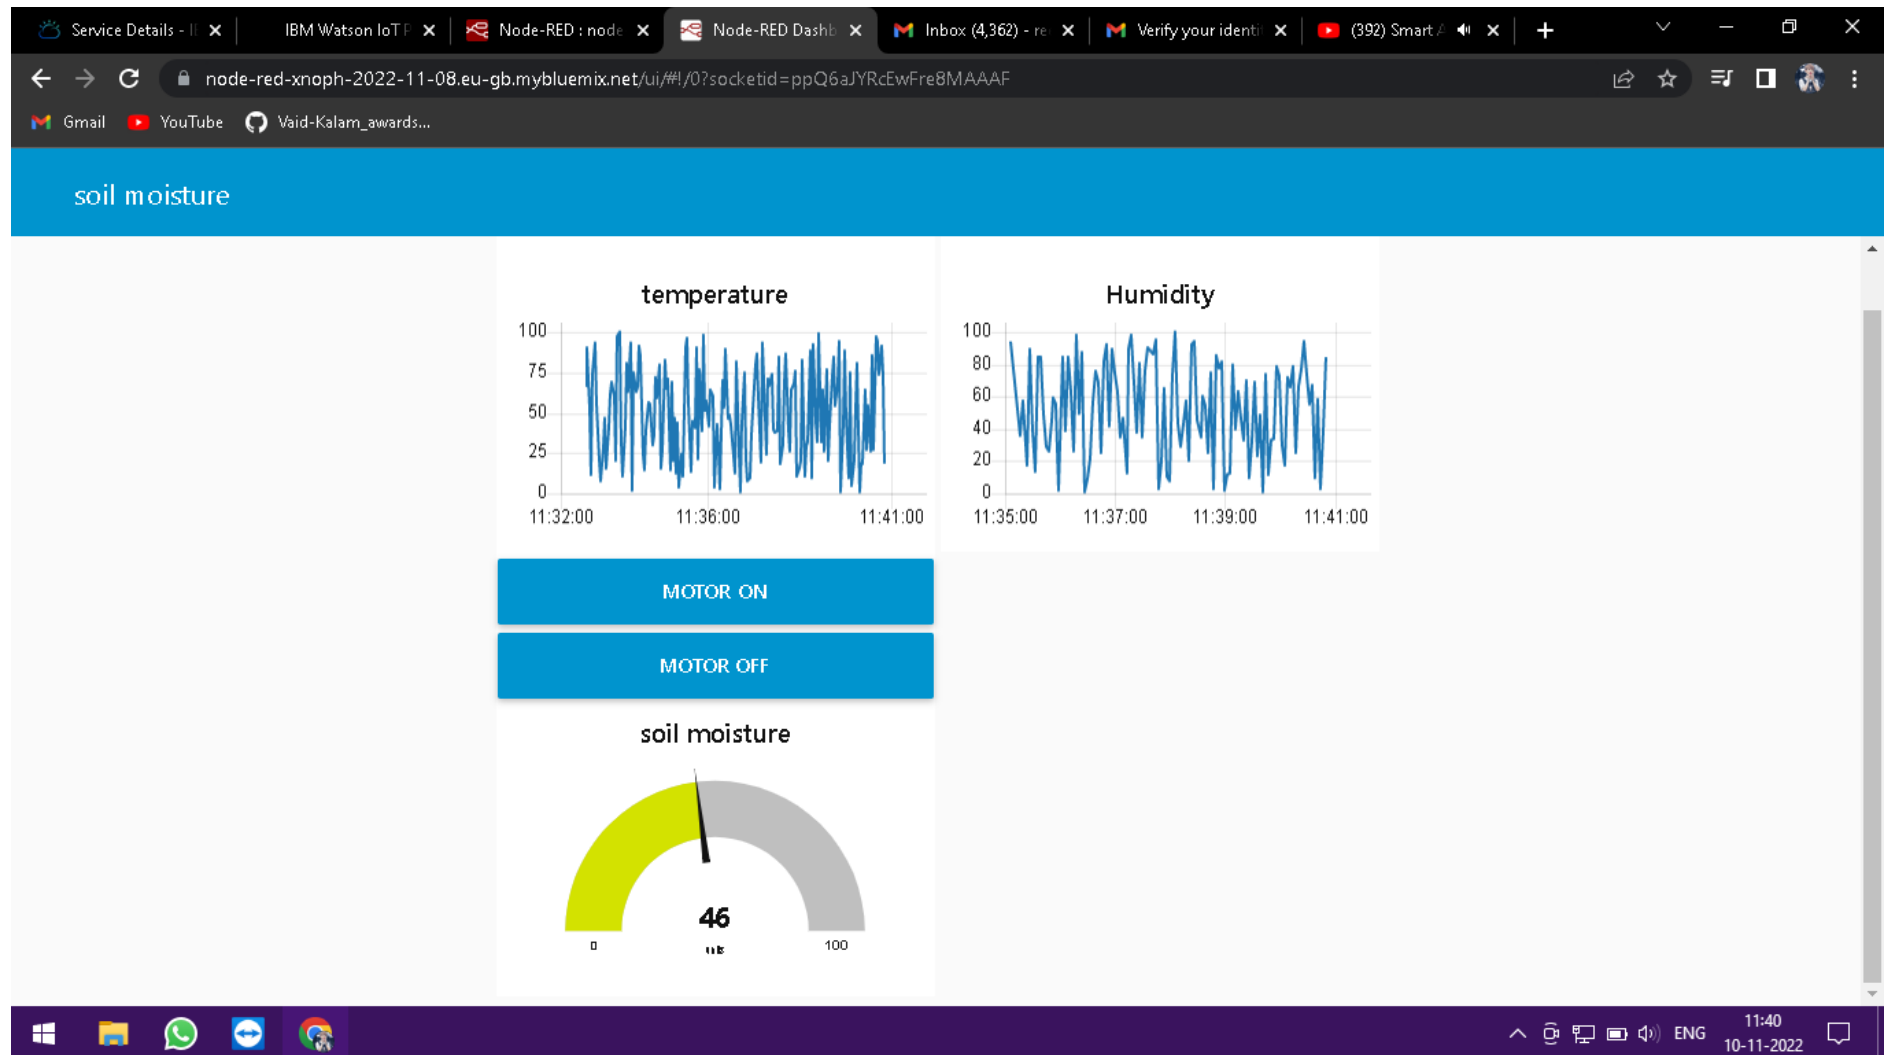 Service Details - I
IBM Watson IoT P
Node-RED : node
Node-RED Dashb
Inbox (4,362) - re
Verify your identi
(392) Smart A
node-red-xnoph-2022-11-08.eu-gb.mybluemix.net/ui/#!/0?socketid=ppQ6aJYRcEwFre8MAAAF
Gmail
YouTube
Vaid-Kalam_awards...
soil moisture
temperature
100
75
50
25
0
11:32:00 11:36:00 11:41:00
Humidity
100
80
60
40
20
0
11:35:00 11:37:00 11:39:00 11:41:00
MOTOR ON
MOTOR OFF
soil moisture
46
0
100
ENG
11:40
10-11-2022